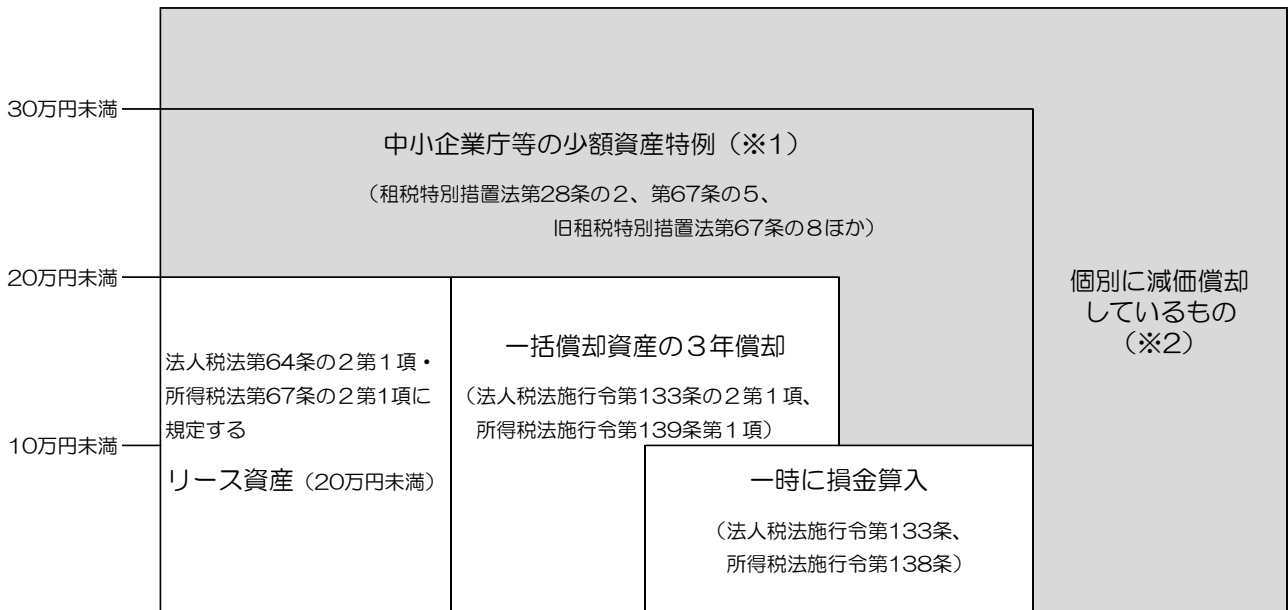 30万円未満
中小企業庁等の少額資産特例（※1）
（租税特別措置法第28条の２、第67条の５、
旧租税特別措置法第67条の８ほか）
20万円未満
個別に減価償却
しているもの
（※2）
一括償却資産の３年償却
（法人税法施行令第133条の２第１項、
所得税法施行令第139条第１項）
法人税法第64条の２第１項・
所得税法第67条の２第1項に
規定する
リース資産（20万円未満）
10万円未満
一時に損金算入
（法人税法施行令第133条、
所得税法施行令第138条）